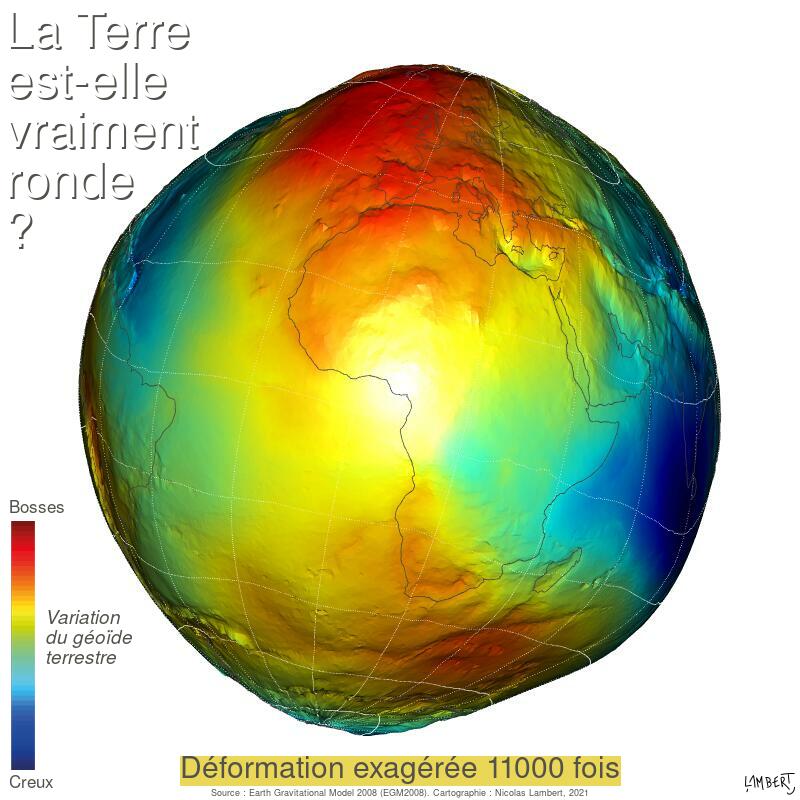 La Terre
est-elle
vraiment
ronde
?
Bosses
Variation
du géoïde
terrestre
Creux
Déformation exagérée 11000 fois
Source : Earth Gravitational Model 2008 (EGM2008). Cartographie : Nicolas Lambert, 2021
LAMBERT